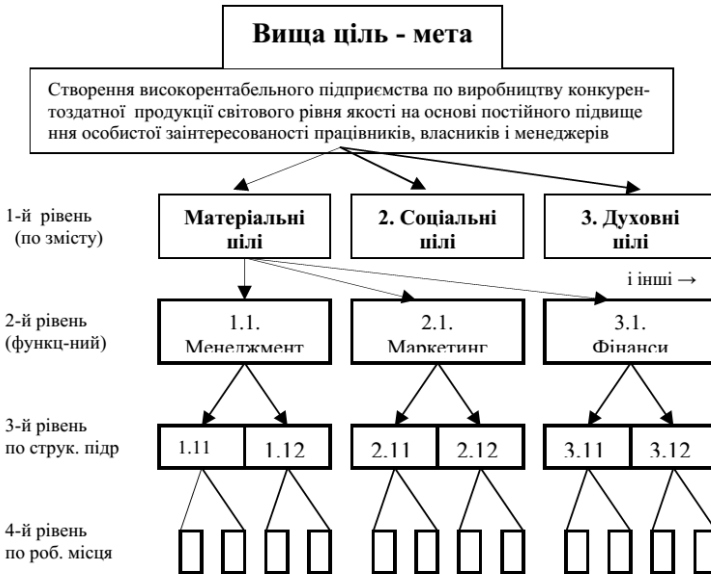 Вища ціль - мета
Створення високорентабельного підприємства по виробництву конкурен-
тоздатної продукції світового рівня якості на основі постійного підвище
ння особистої заінтересованості працівників, власників і менеджерів
1-й рівень
(по змісту)
Матеріальні
цілі
2. Соціальні
цілі
3. Духовні
цілі
і інші →
2-й рівень
(функц-ний)
1.1.
Менеджмент
2.1.
Маркетинг
3.1.
Фінанси
3-й рівень
по струк. підр
1.11
1.12
2.11
2.12
3.11
3.12
4-й рівень
по роб. місця